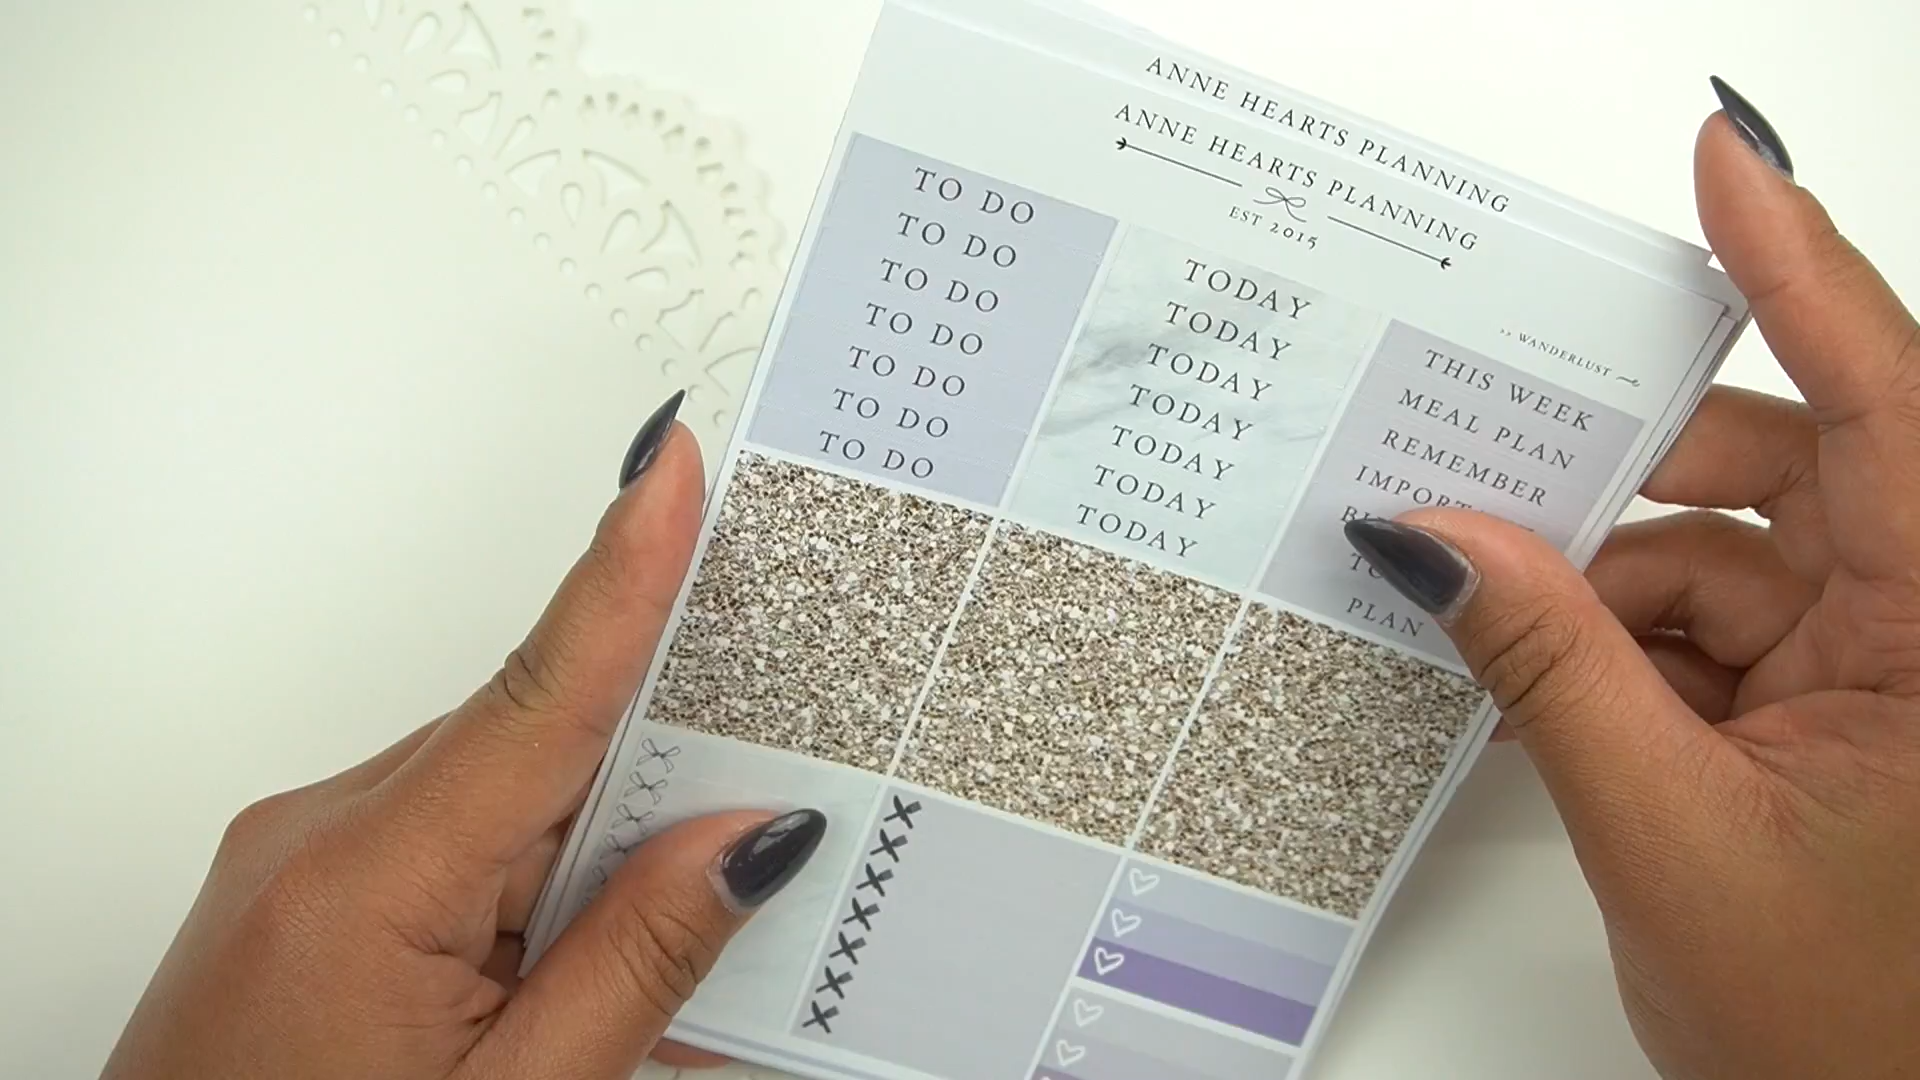 ANNE HEARTS PLANNING
ANNE HEARTS PLANNING
EST 2015
>> WANDERLUST
TO DO
TO DO
TO DO
TO DO
TO DO
TO DO
TO DO
TODAY
TODAY
TODAY
TODAY
TODAY
TODAY
TODAY
THIS WEEK
MEAL PLAN
REMEMBER
PLAN